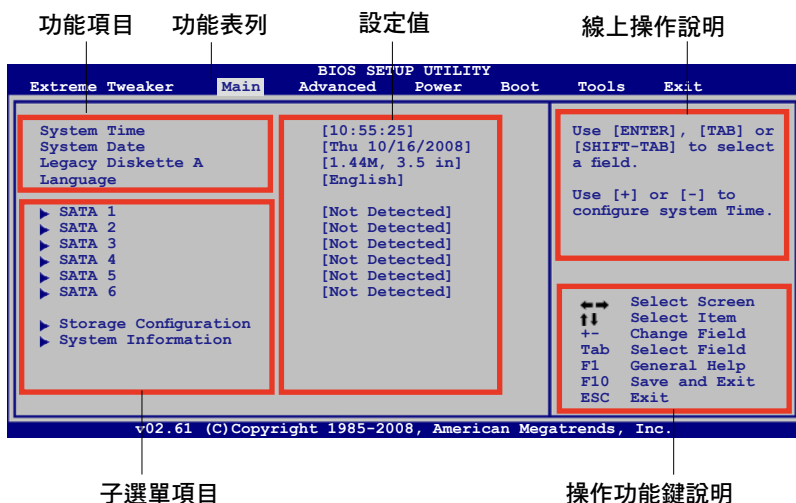 功能項目 功能表列 設定值 線上操作說明
BIOS SETUP UTILITY
Extreme Tweaker Main Advanced Power Boot Tools Exit
System Time [10:55:25]
System Date [Thu 10/16/2008]
Legacy Diskette A [1.44M, 3.5 in]
Language [English]
SATA 1 [Not Detected]
SATA 2 [Not Detected]
SATA 3 [Not Detected]
SATA 4 [Not Detected]
SATA 5 [Not Detected]
SATA 6 [Not Detected]
Storage Configuration
System Information
Use [ENTER], [TAB] or
[SHIFT-TAB] to select
a field.
Use [+] or [-] to
configure system Time.
←→ Select Screen
↑↓ Select Item
+- Change Field
Tab Select Field
F1 General Help
F10 Save and Exit
ESC Exit
v02.61 (C)Copyright 1985-2008, American Megatrends, Inc.
子選單項目 操作功能鍵說明